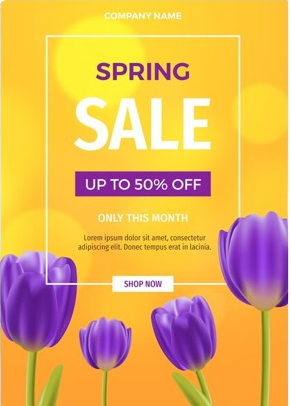 COMPANY NAME
SPRING
SALE
UP TO 50% OFF
ONLY THIS MONTH
Lorem ipsum dolor sit amet, consectetur
adipiscing elit. Donec tempus erat in lacinia.
SHOP NOW